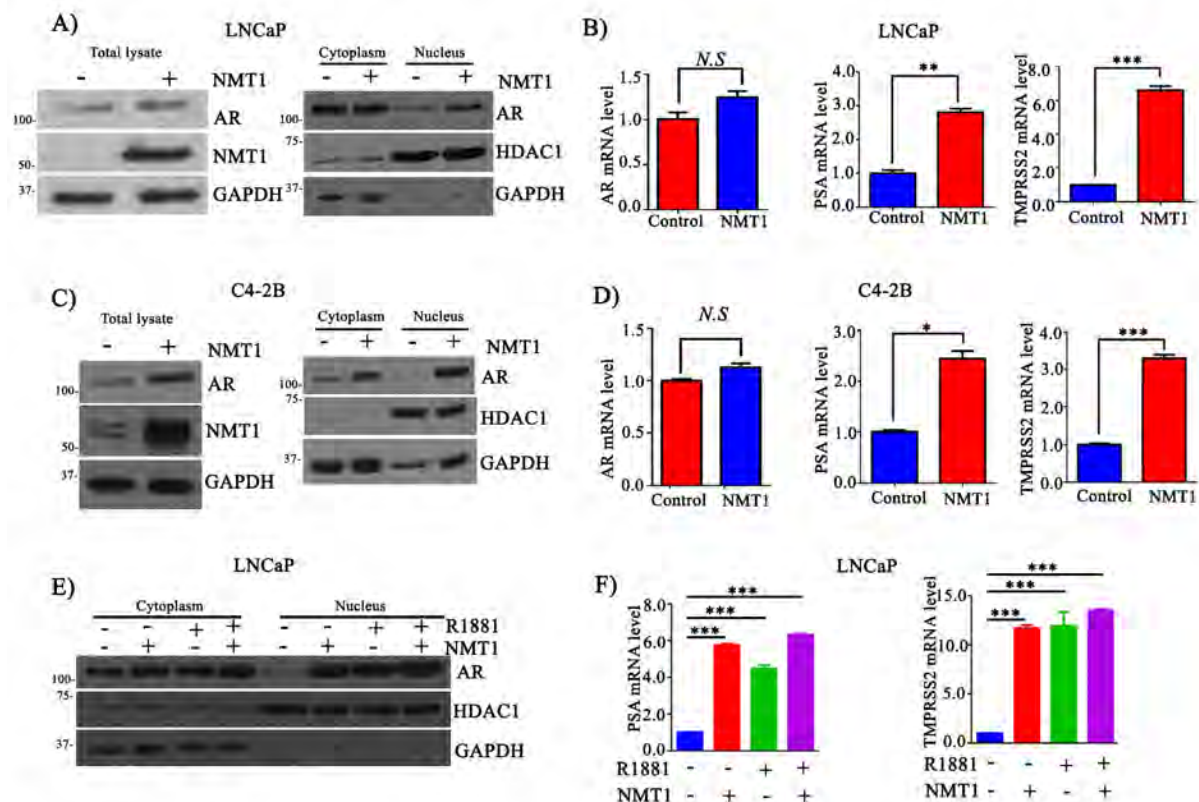 A)
LNCaP
Total lysate
- +
NMT1
AR
100-
NMT1
50-
37-
GAPDH
Cytoplasm Nucleus
- + - +
NMT1
AR
100-
75-
HDAC1
37-
GAPDH
B)
LNCaP
AR mRNA level
1.5
1.0
0.5
0.0
N.S
Control NMT1
PSA mRNA level
4.0
3.0
2.0
1.0
0.0
**
Control NMT1
TMPRSS2 mRNA level
8.0
6.0
4.0
2.0
0.0
***
Control NMT1
C)
C4-2B
Total lysate
- +
NMT1
AR
100-
75-
NMT1
50-
37-
GAPDH
Cytoplasm Nucleus
- + - +
NMT1
AR
100-
75-
HDAC1
37-
GAPDH
D)
C4-2B
AR mRNA level
1.5
1.0
0.5
0.0
N.S
Control NMT1
PSA mRNA level
3.0
2.0
1.0
0.0
*
Control NMT1
TMPRSS2 mRNA level
4.0
3.0
2.0
1.0
0.0
***
Control NMT1
E)
LNCaP
Cytoplasm Nucleus
- - + + - - + + R1881
- + - + - + - + NMT1
AR
100-
75-
HDAC1
37-
GAPDH
F)
LNCaP
PSA mRNA level
8.0
6.0
4.0
2.0
0.0
***
***
***
R1881 - - + +
NMT1 - + - +
TMPRSS2 mRNA level
15.0
10.0
5.0
0.0
***
***
***
R1881 - - + +
NMT1 - + - +